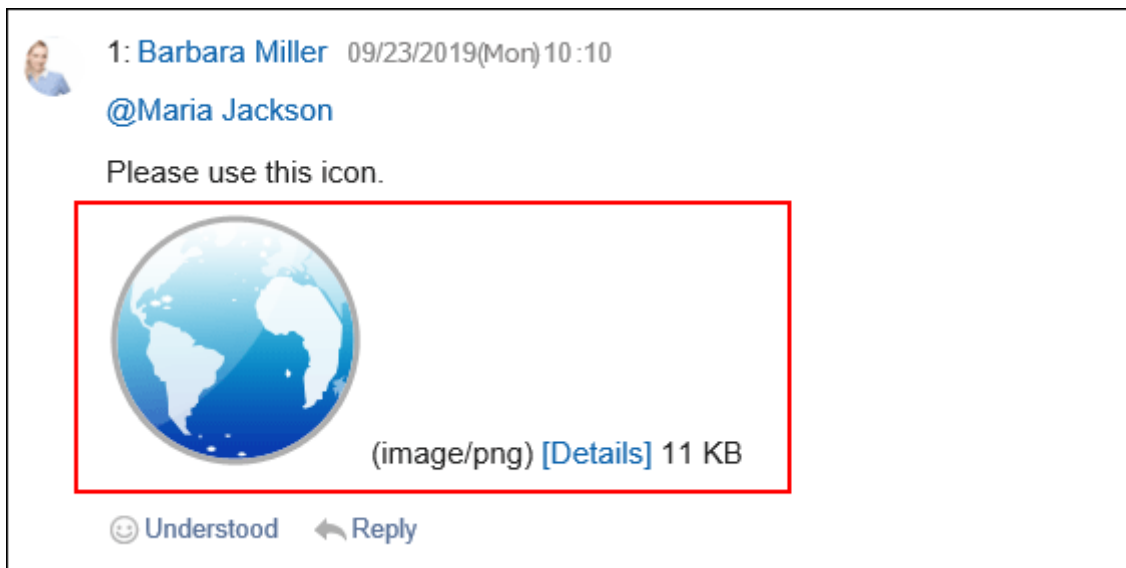 1: Barbara Miller 09/23/2019(Mon)10:10
@Maria Jackson
Please use this icon.
(image/png) [Details] 11 KB
Understood Reply